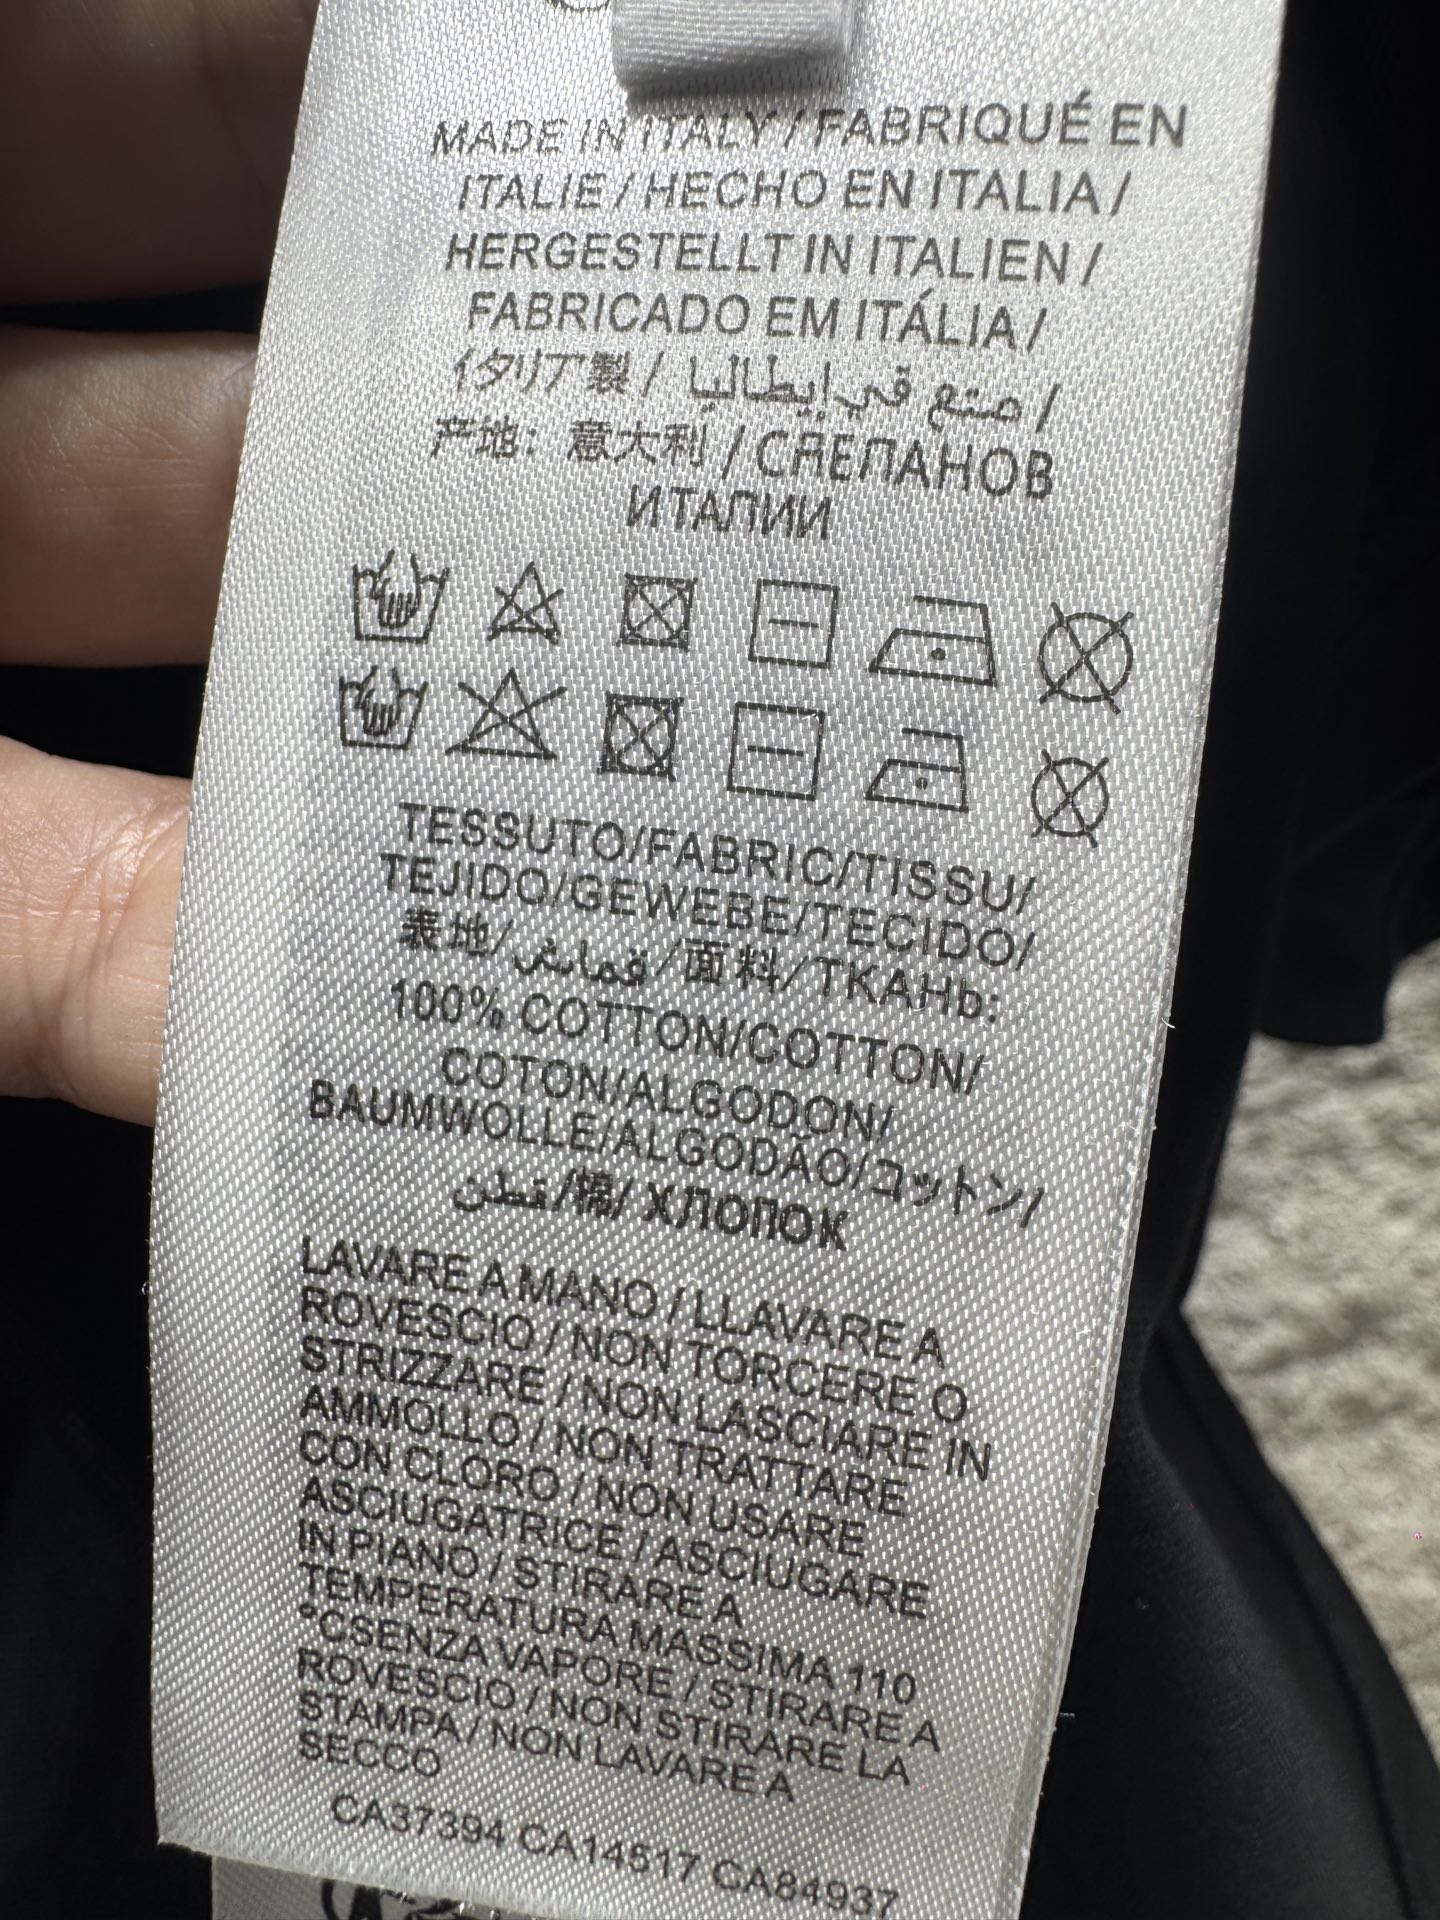 MADE IN ITALY / FABRIQUÉ EN
ITALIE / HECHO EN ITALIA /
HERGESTELLT IN ITALIEN /
FABRICADO EM ITÁLIA /
イタリア製 / صنع في إيطاليا /
产地：意大利 / СДЕПАНОВ
ИТАПИИ
TESSUTO/FABRIC/TISSU/
TEJIDO/GEWEBE/TECIDO/
表地/قماش/面料/ТКАНЬ:
100% COTTON/COTTON/
COTON/ALGODON/
BAUMWOLLE/ALGODÃO/コットン/
قطن/棉/ ХЛОПОК
LAVARE A MANO / LLAVARE A
ROVESCIO / NON TORCERE O
STRIZZARE / NON LASCIARE IN
AMMOLLO / NON TRATTARE
CON CLORO / NON USARE
ASCIUGATRICE / ASCIUGARE
IN PIANO / STIRARE A
TEMPERATURA MASSIMA 110
°CSENZA VAPORE / STIRARE A
ROVESCIO / NON STIRARE LA
STAMPA / NON LAVARE A
SECCO
CA37394 CA14517 CA84937